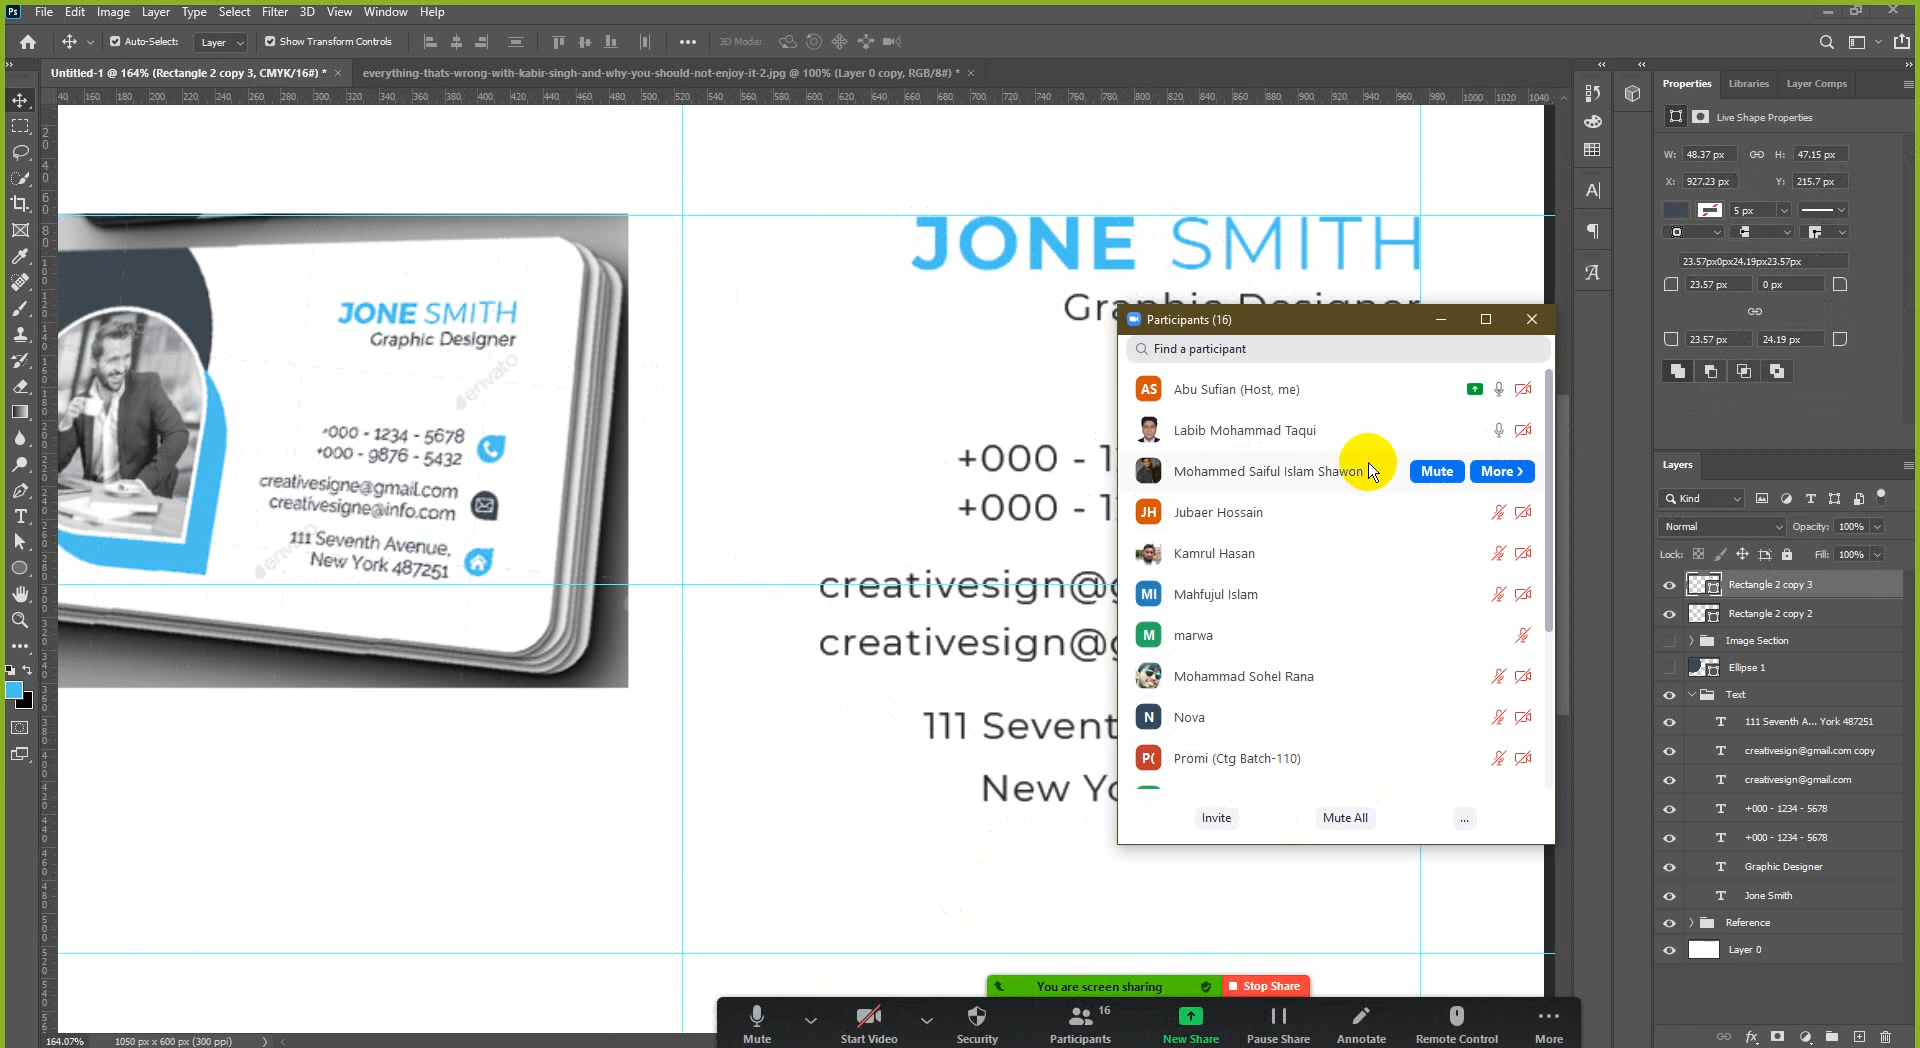 Ps File Edit Image Layer Type Select Filter 3D View Window Help
Auto-Select: Layer Show Transform Controls 3D Mode:
Untitled-1 @ 164% (Rectangle 2 copy 3, CMYK/16#) * × everything-thats-wrong-with-kabir-singh-and-why-you-should-not-enjoy-it-2.jpg @ 100% (Layer 0 copy, RGB/8#) * ×
JONE SMITH
Graphic Designer
+000 - 1234 - 5678
+000 - 9876 - 5432
creativesigne@gmail.com
creativesigne@info.com
111 Seventh Avenue,
New York 487251
envato
JONE SMITH
Graphic Designer
+000 - 1
+000 - 1
creativesign@g
creativesign@g
111 Sevent
New Yo
Participants (16)
Find a participant
AS Abu Sufian (Host, me)
Labib Mohammad Taqui
Mohammed Saiful Islam Shawon Mute More >
JH Jubaer Hossain
Kamrul Hasan
MI Mahfujul Islam
M marwa
Mohammad Sohel Rana
N Nova
P( Promi (Ctg Batch-110)
Invite Mute All ...
You are screen sharing Stop Share
Mute Start Video Security Participants 16 New Share Pause Share Annotate Remote Control More
Properties Libraries Layer Comps
Live Shape Properties
W: 48.37 px H: 47.15 px
X: 927.23 px Y: 215.7 px
5 px
23.57px0px24.19px23.57px
23.57 px 0 px
23.57 px 24.19 px
Layers
Kind
Normal Opacity: 100%
Lock: Fill: 100%
Rectangle 2 copy 3
Rectangle 2 copy 2
Image Section
Ellipse 1
Text
111 Seventh A... York 487251
creativesign@gmail.com copy
creativesign@gmail.com
+000 - 1234 - 5678
+000 - 1234 - 5678
Graphic Designer
Jone Smith
Reference
Layer 0
164.07% 1050 px x 600 px (300 ppi)